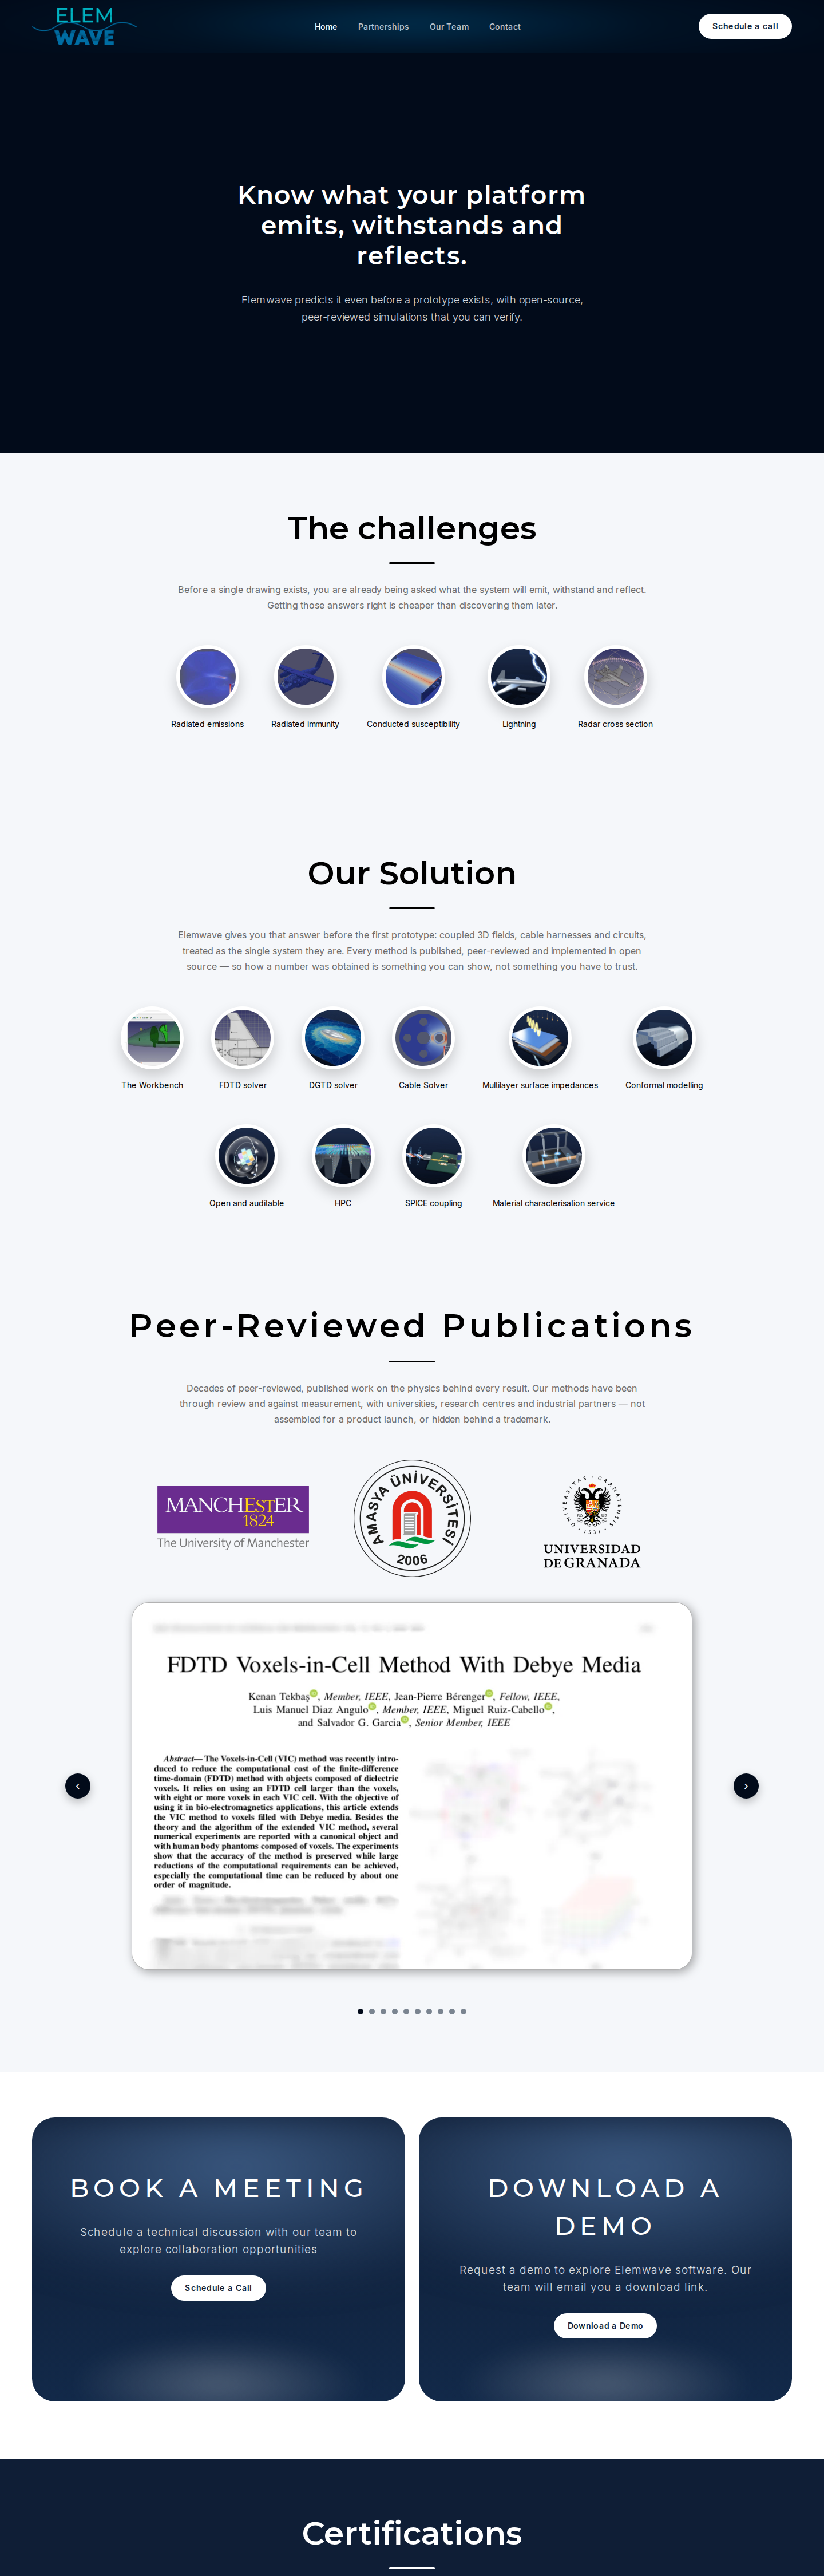 ELEM
WAVE
Home
Partnerships
Our Team
Contact
Schedule a call
Know what your platform
emits, withstands and
reflects.
Elemwave predicts it even before a prototype exists, with open-source,
peer-reviewed simulations that you can verify.
The challenges
Before a single drawing exists, you are already being asked what the system will emit, withstand and reflect.
Getting those answers right is cheaper than discovering them later.
Radiated emissions
Radiated immunity
Conducted susceptibility
Lightning
Radar cross section
Our Solution
Elemwave gives you that answer before the first prototype: coupled 3D fields, cable harnesses and circuits,
treated as the single system they are. Every method is published, peer-reviewed and implemented in open
source — so how a number was obtained is something you can show, not something you have to trust.
The Workbench
FDTD solver
DGTD solver
Cable Solver
Multilayer surface impedances
Conformal modelling
Open and auditable
HPC
SPICE coupling
Material characterisation service
Peer-Reviewed Publications
Decades of peer-reviewed, published work on the physics behind every result. Our methods have been
through review and against measurement, with universities, research centres and industrial partners — not
assembled for a product launch, or hidden behind a trademark.
MANCHESTER
1824
The University of Manchester
AMASYA ÜNİVERSİTESİ
2006
UNIVERSITAS · GRANATENSIS · 1531 ·
UNIVERSIDAD
DE GRANADA
FDTD Voxels-in-Cell Method With Debye Media
Kenan Tekbaş, Member, IEEE, Jean-Pierre Bérenger, Fellow, IEEE,
Luis Manuel Diaz Angulo, Member, IEEE, Miguel Ruiz-Cabello,
and Salvador G. Garcia, Senior Member, IEEE
Abstract—The Voxels-in-Cell (VIC) method was recently intro-
duced to reduce the computational cost of the finite-difference
time-domain (FDTD) method with objects composed of dielectric
voxels. It relies on using an FDTD cell larger than the voxels,
with eight or more voxels in each VIC cell. With the objective of
using it in bio-electromagnetics applications, this article extends
the VIC method to voxels filled with Debye media. Besides the
theory and the algorithm of the extended VIC method, several
numerical experiments are reported with a canonical object and
with human body phantoms composed of voxels. The experiments
show that the accuracy of the method is preserved while large
reductions of the computational requirements can be achieved,
especially the computational time can be reduced by about one
order of magnitude.
‹
›
BOOK A MEETING
Schedule a technical discussion with our team to
explore collaboration opportunities
Schedule a Call
DOWNLOAD A
DEMO
Request a demo to explore Elemwave software. Our
team will email you a download link.
Download a Demo
Certifications